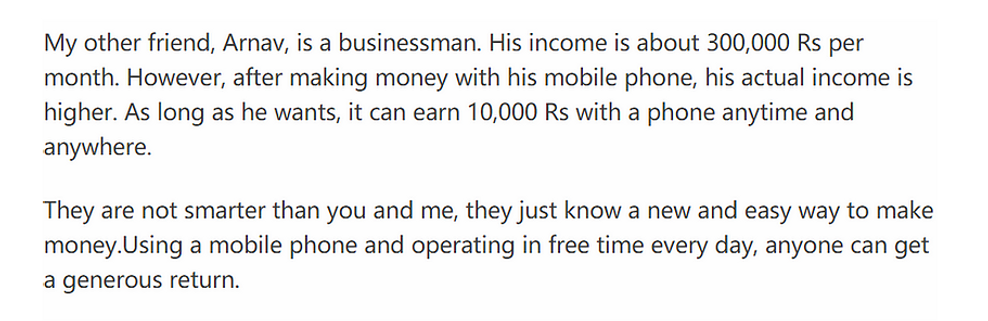 My other friend, Arnav, is a businessman. His income is about 300,000 Rs per
month. However, after making money with his mobile phone, his actual income is
higher. As long as he wants, it can earn 10,000 Rs with a phone anytime and
anywhere.
They are not smarter than you and me, they just know a new and easy way to make
money.Using a mobile phone and operating in free time every day, anyone can get
a generous return.